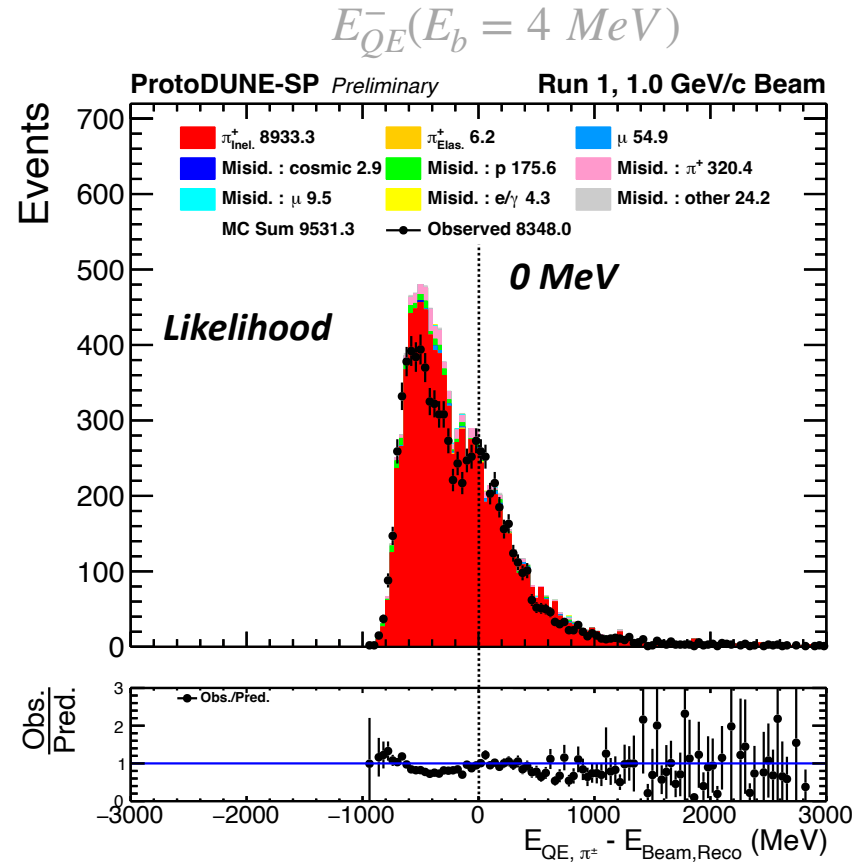 E⁻_QE(E_b = 4 MeV)
ProtoDUNE-SP Preliminary Run 1, 1.0 GeV/c Beam
π⁺_Inel. 8933.3 π⁺_Elas. 6.2 μ 54.9
Misid. : cosmic 2.9 Misid. : p 175.6 Misid. : π⁺ 320.4
Misid. : μ 9.5 Misid. : e/γ 4.3 Misid. : other 24.2
MC Sum 9531.3 Observed 8348.0
Events
700
600
500
400
300
200
100
0
0 MeV
Likelihood
Obs.
Pred.
3
2
1
0
Obs./Pred.
−3000 −2000 −1000 0 1000 2000 3000
E_QE, π± - E_Beam,Reco (MeV)